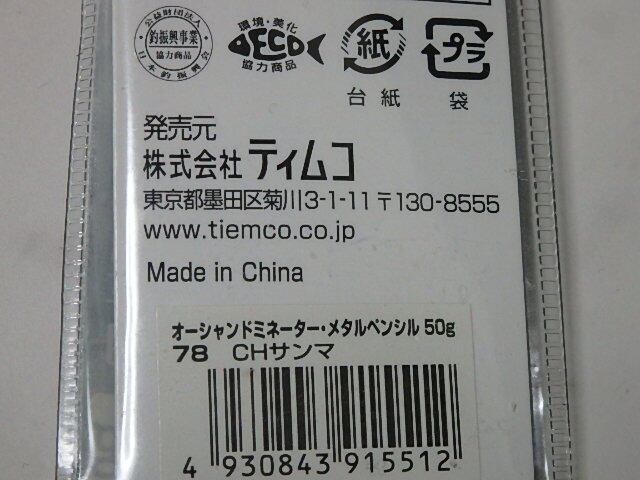 公益財団法人
釣振興事業
協力商品
日本釣振興会
環境・美化
ECO
協力商品
紙
プラ
台紙
袋
発売元
株式会社ティムコ
東京都墨田区菊川3-1-11〒130-8555
www.tiemco.co.jp
Made in China
オーシャンドミネーター・メタルペンシル 50g
78 CHサンマ
4 930843 915512